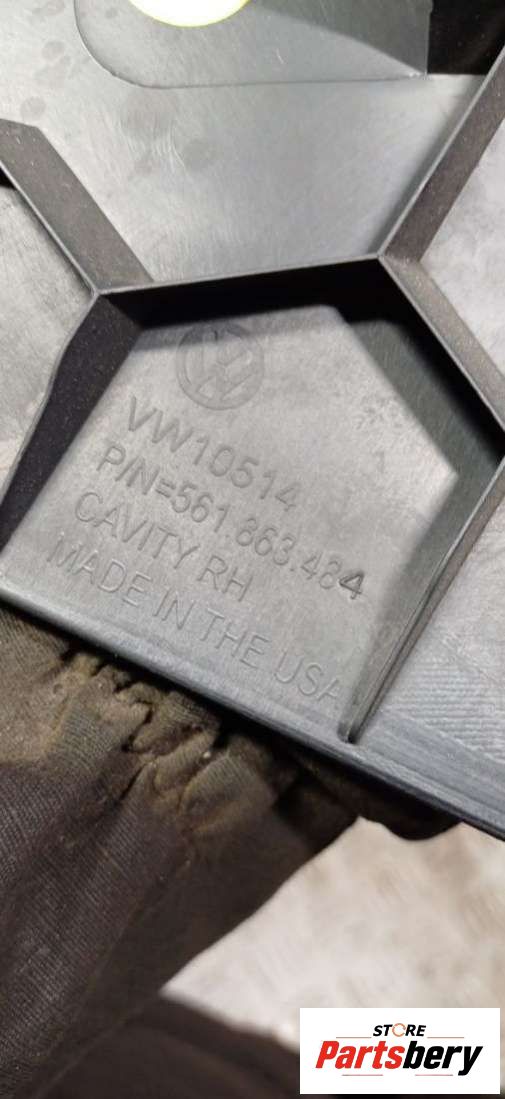 VW10514
P/N=561.863.484
CAVITY RH
MADE IN THE USA
STORE
Partsbery